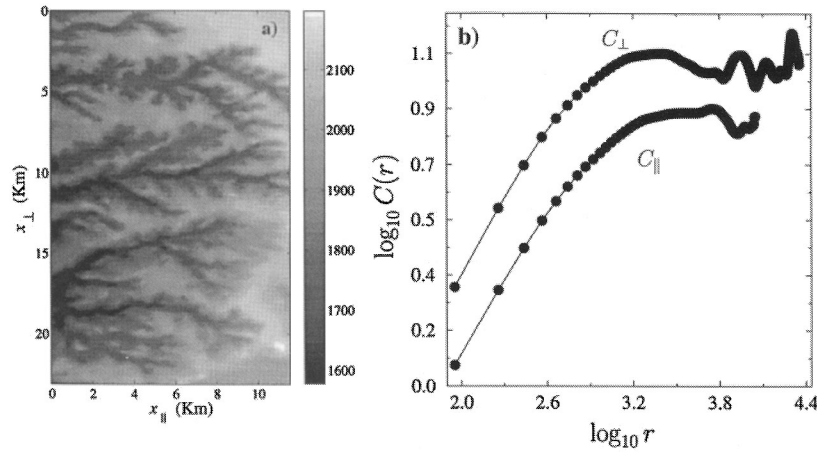 a)
0
5
10
15
20
x⊥ (Km)
0 2 4 6 8 10
x∥ (Km)
2100
2000
1900
1800
1700
1600
b)
C⊥
C∥
1.1
0.9
0.7
0.5
0.4
0.2
0.0
log₁₀ C(r)
2.0 2.6 3.2 3.8 4.4
log₁₀ r